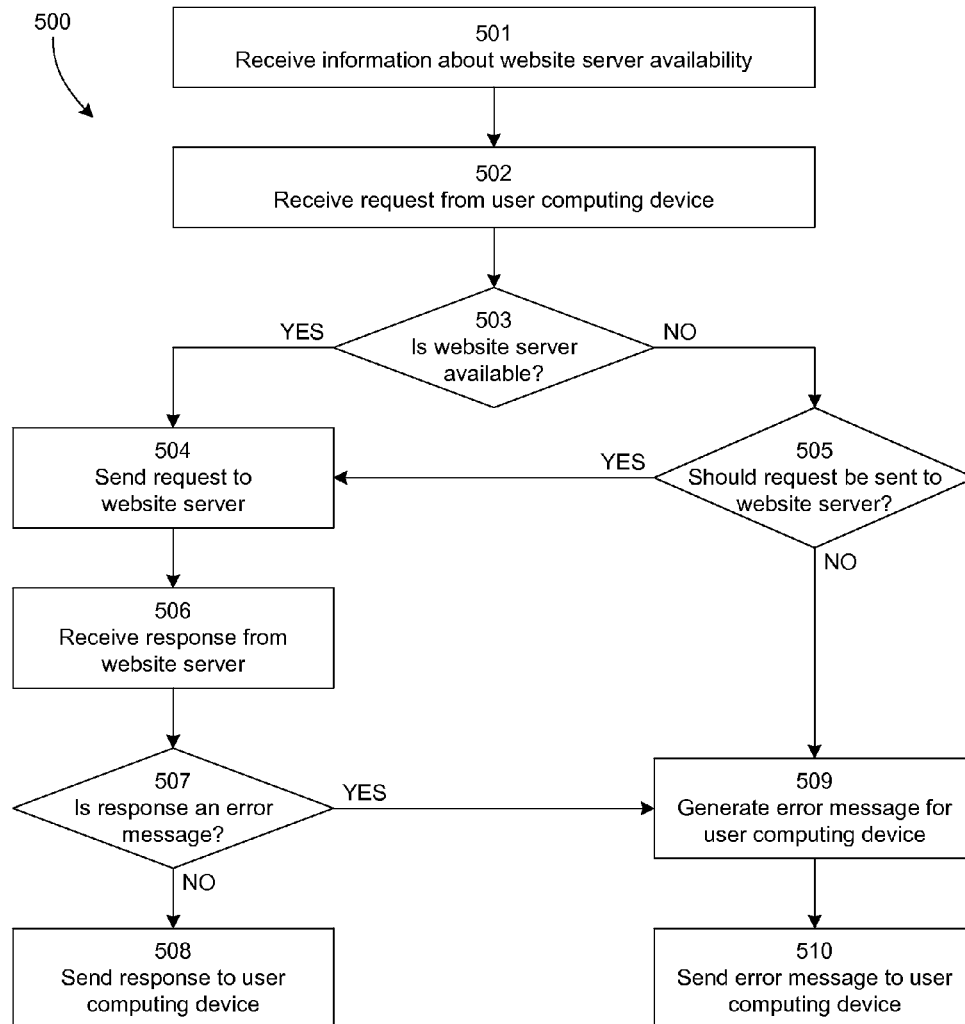 500
501
Receive information about website server availability
502
Receive request from user computing device
503
Is website server
available?
YES
NO
504
Send request to
website server
YES
505
Should request be sent to
website server?
NO
506
Receive response from
website server
507
Is response an error
message?
YES
NO
509
Generate error message for
user computing device
508
Send response to user
computing device
510
Send error message to user
computing device